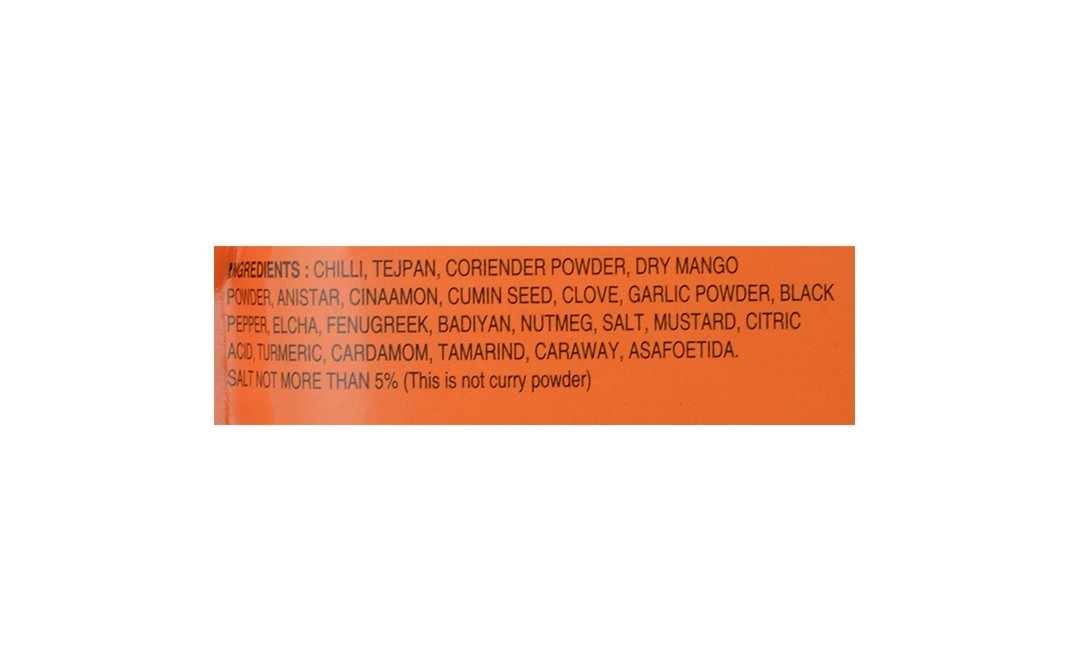 INGREDIENTS : CHILLI, TEJPAN, CORIENDER POWDER, DRY MANGO
POWDER, ANISTAR, CINAAMON, CUMIN SEED, CLOVE, GARLIC POWDER, BLACK
PEPPER, ELCHA, FENUGREEK, BADIYAN, NUTMEG, SALT, MUSTARD, CITRIC
ACID, TURMERIC, CARDAMOM, TAMARIND, CARAWAY, ASAFOETIDA.
SALT NOT MORE THAN 5% (This is not curry powder)